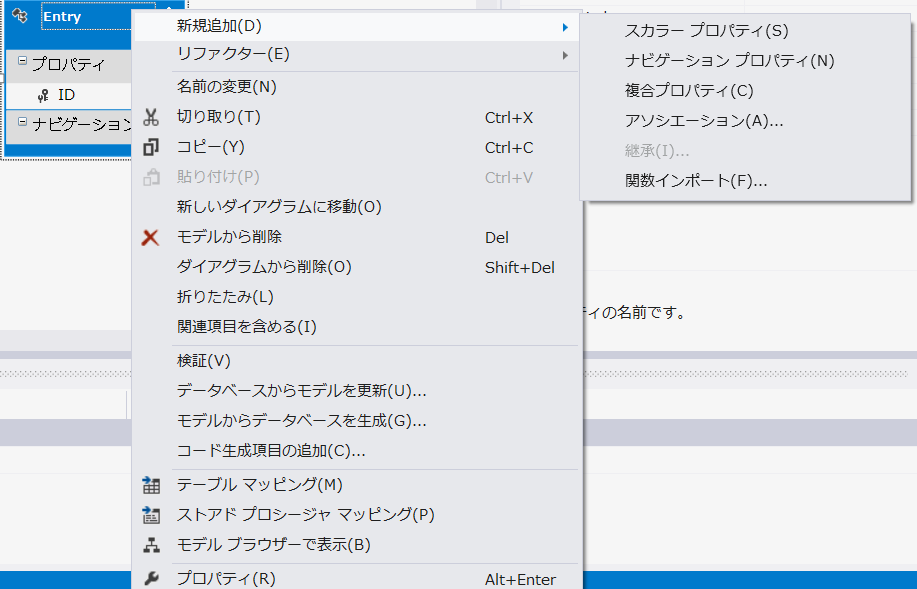 Entry
プロパティ
ID
ナビゲーション
新規追加(D)
リファクター(E)
名前の変更(N)
切り取り(T) Ctrl+X
コピー(Y) Ctrl+C
貼り付け(P) Ctrl+V
新しいダイアグラムに移動(O)
モデルから削除 Del
ダイアグラムから削除(O) Shift+Del
折りたたみ(L)
関連項目を含める(I)
検証(V)
データベースからモデルを更新(U)...
モデルからデータベースを生成(G)...
コード生成項目の追加(C)...
テーブル マッピング(M)
ストアド プロシージャ マッピング(P)
モデル ブラウザーで表示(B)
プロパティ(R) Alt+Enter
スカラー プロパティ(S)
ナビゲーション プロパティ(N)
複合プロパティ(C)
アソシエーション(A)...
継承(I)...
関数インポート(F)...
ィの名前です。